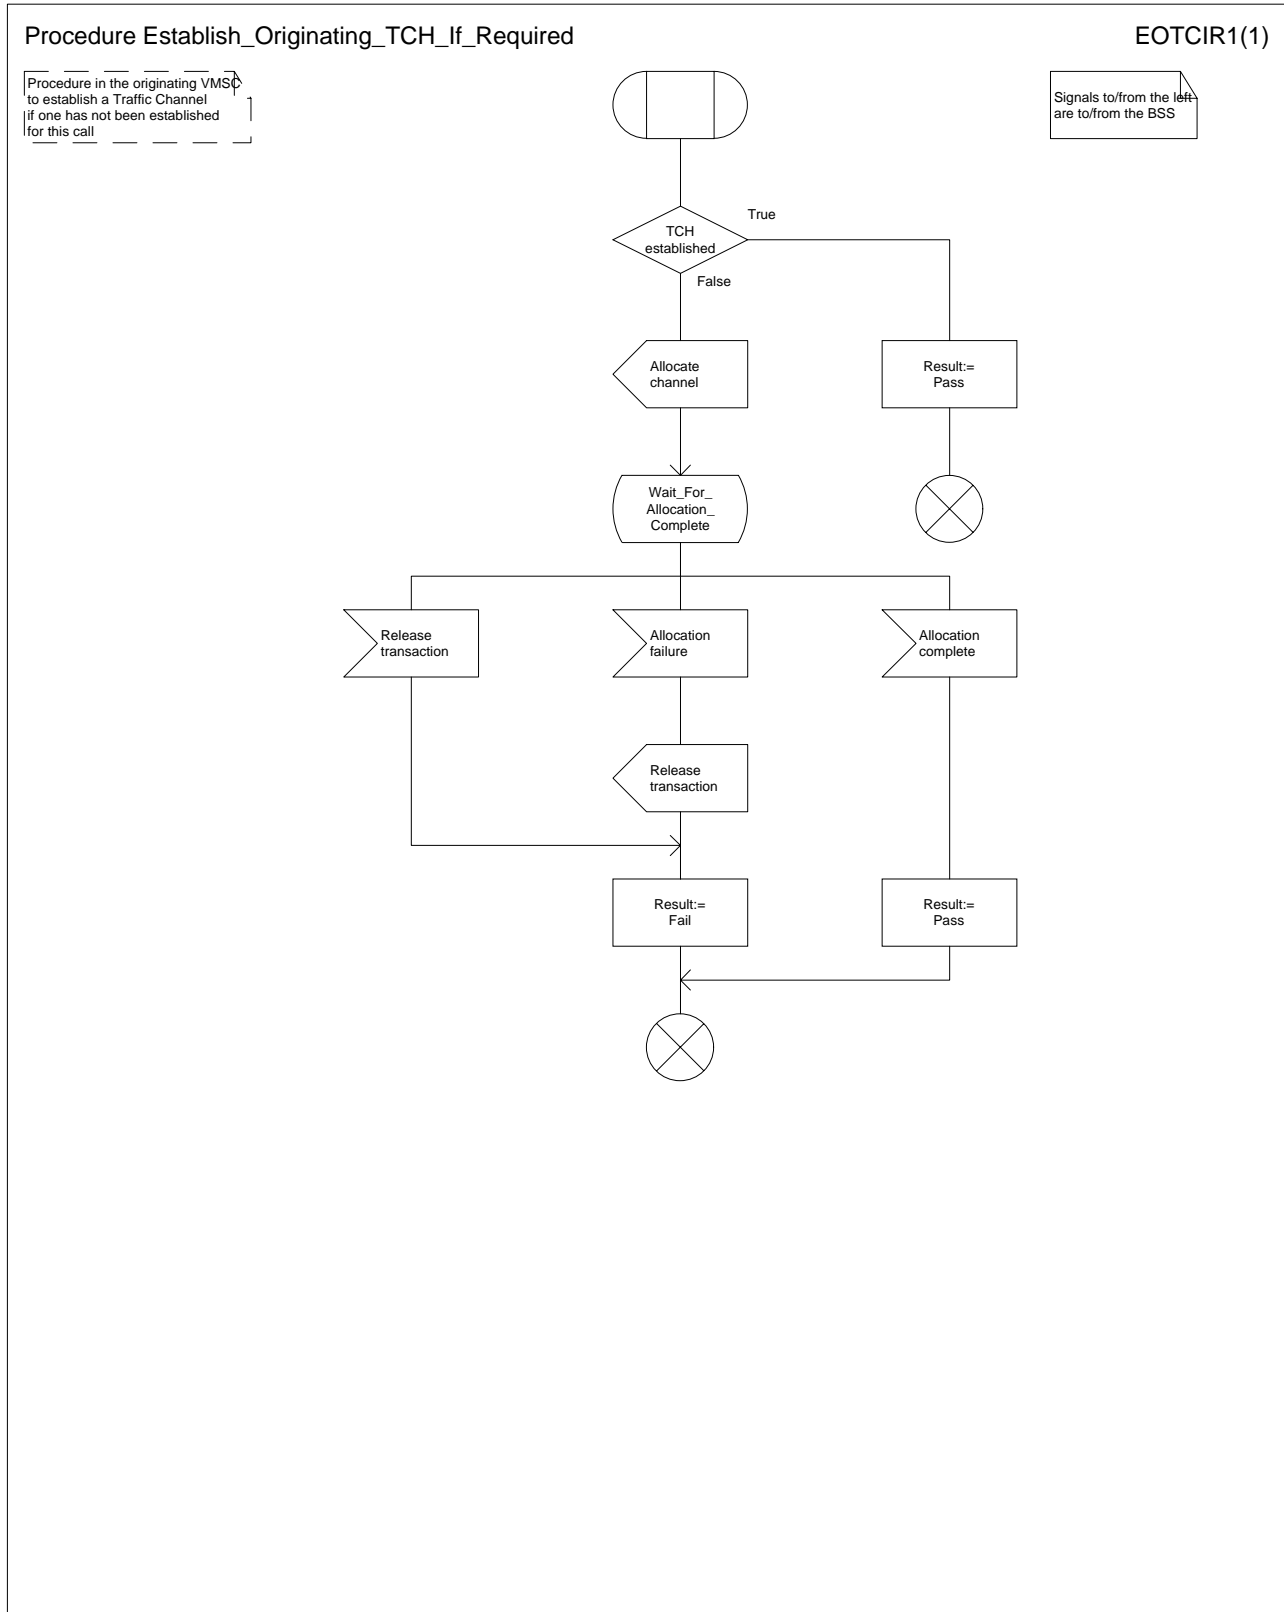 Procedure Establish_Originating_TCH_If_Required
EOTCIR1(1)
Procedure in the originating VMSC
to establish a Traffic Channel
if one has not been established
for this call
Signals to/from the left
are to/from the BSS
TCH
established
True
False
Allocate
channel
Result:=
Pass
Wait_For_
Allocation_
Complete
Release
transaction
Allocation
failure
Allocation
complete
Release
transaction
Result:=
Fail
Result:=
Pass